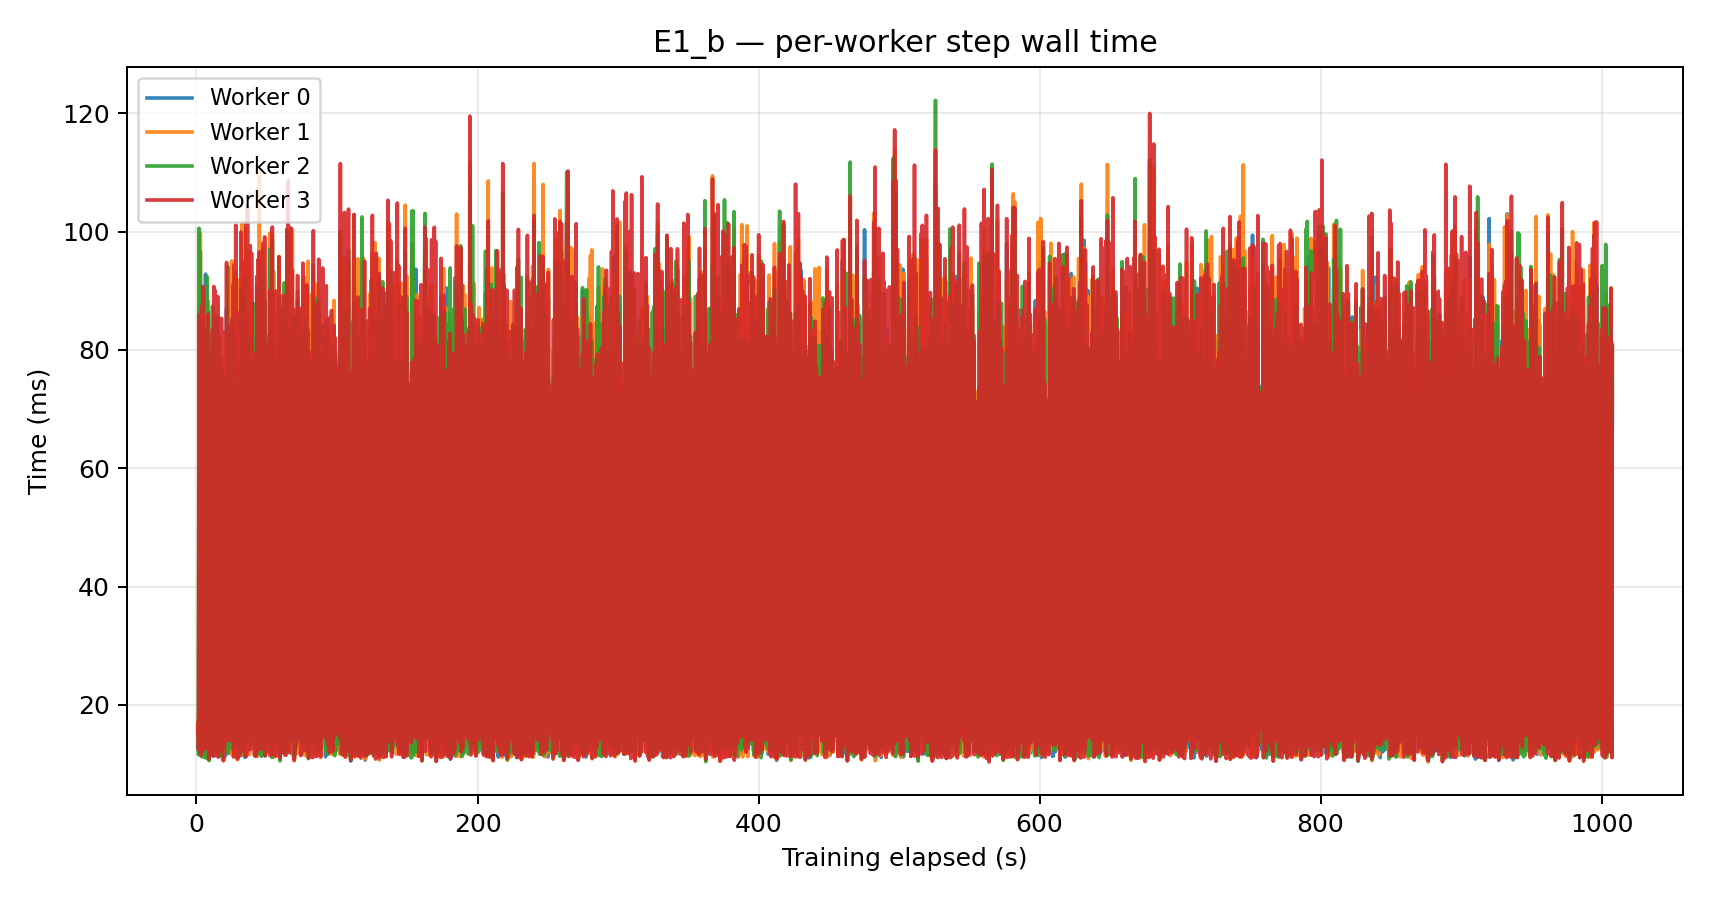 E1_b — per-worker step wall time
Worker 0
Worker 1
Worker 2
Worker 3
Time (ms)
120
100
80
60
40
20
0 200 400 600 800 1000
Training elapsed (s)